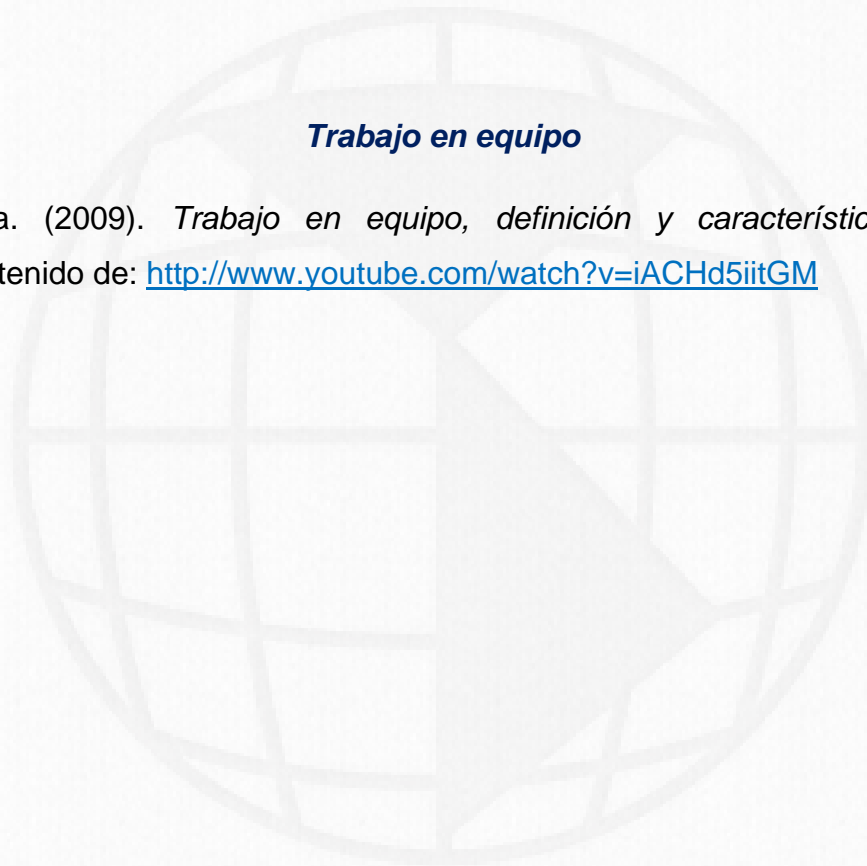 Trabajo en equipo
a. (2009). Trabajo en equipo, definición y característic
tenido de: http://www.youtube.com/watch?v=iACHd5iitGM